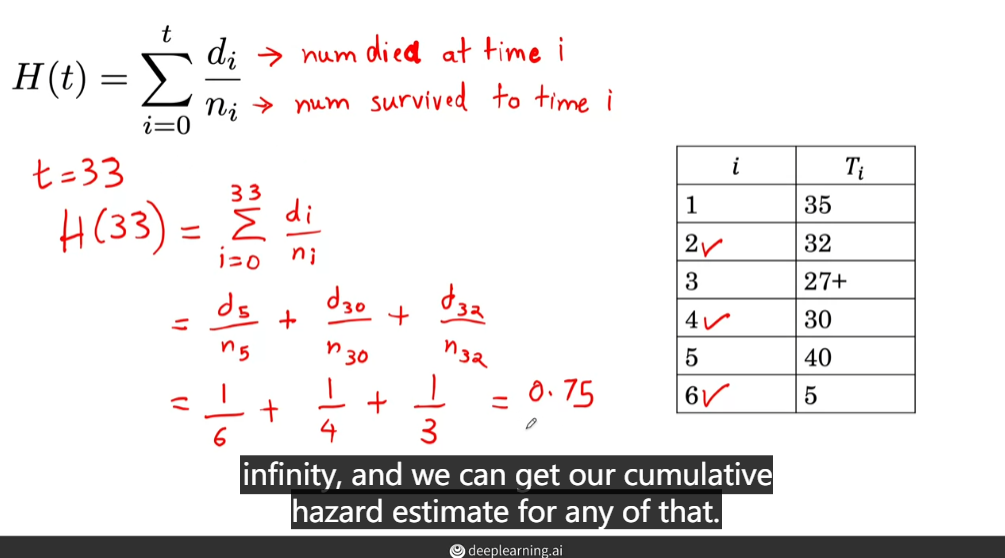 H(t) = \sum_{i=0}^{t} \frac{d_i}{n_i}
→ num died at time i
→ num survived to time i
t=33
H(33) = \sum_{i=0}^{33} \frac{d_i}{n_i}
= \frac{d_5}{n_5} + \frac{d_{30}}{n_{30}} + \frac{d_{32}}{n_{32}}
= \frac{1}{6} + \frac{1}{4} + \frac{1}{3} = 0.75
i T_i
1 35
2✓ 32
3 27+
4✓ 30
5 40
6✓ 5
infinity, and we can get our cumulative
hazard estimate for any of that.
deeplearning.ai